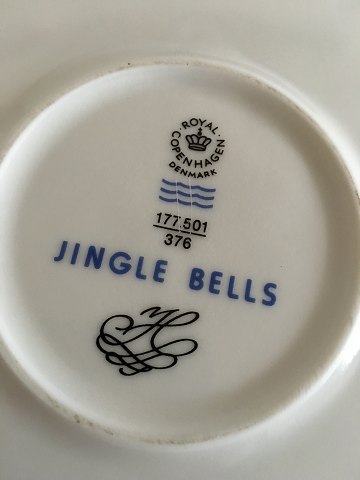 ROYAL
COPENHAGEN
DENMARK
177.501
376
JINGLE BELLS